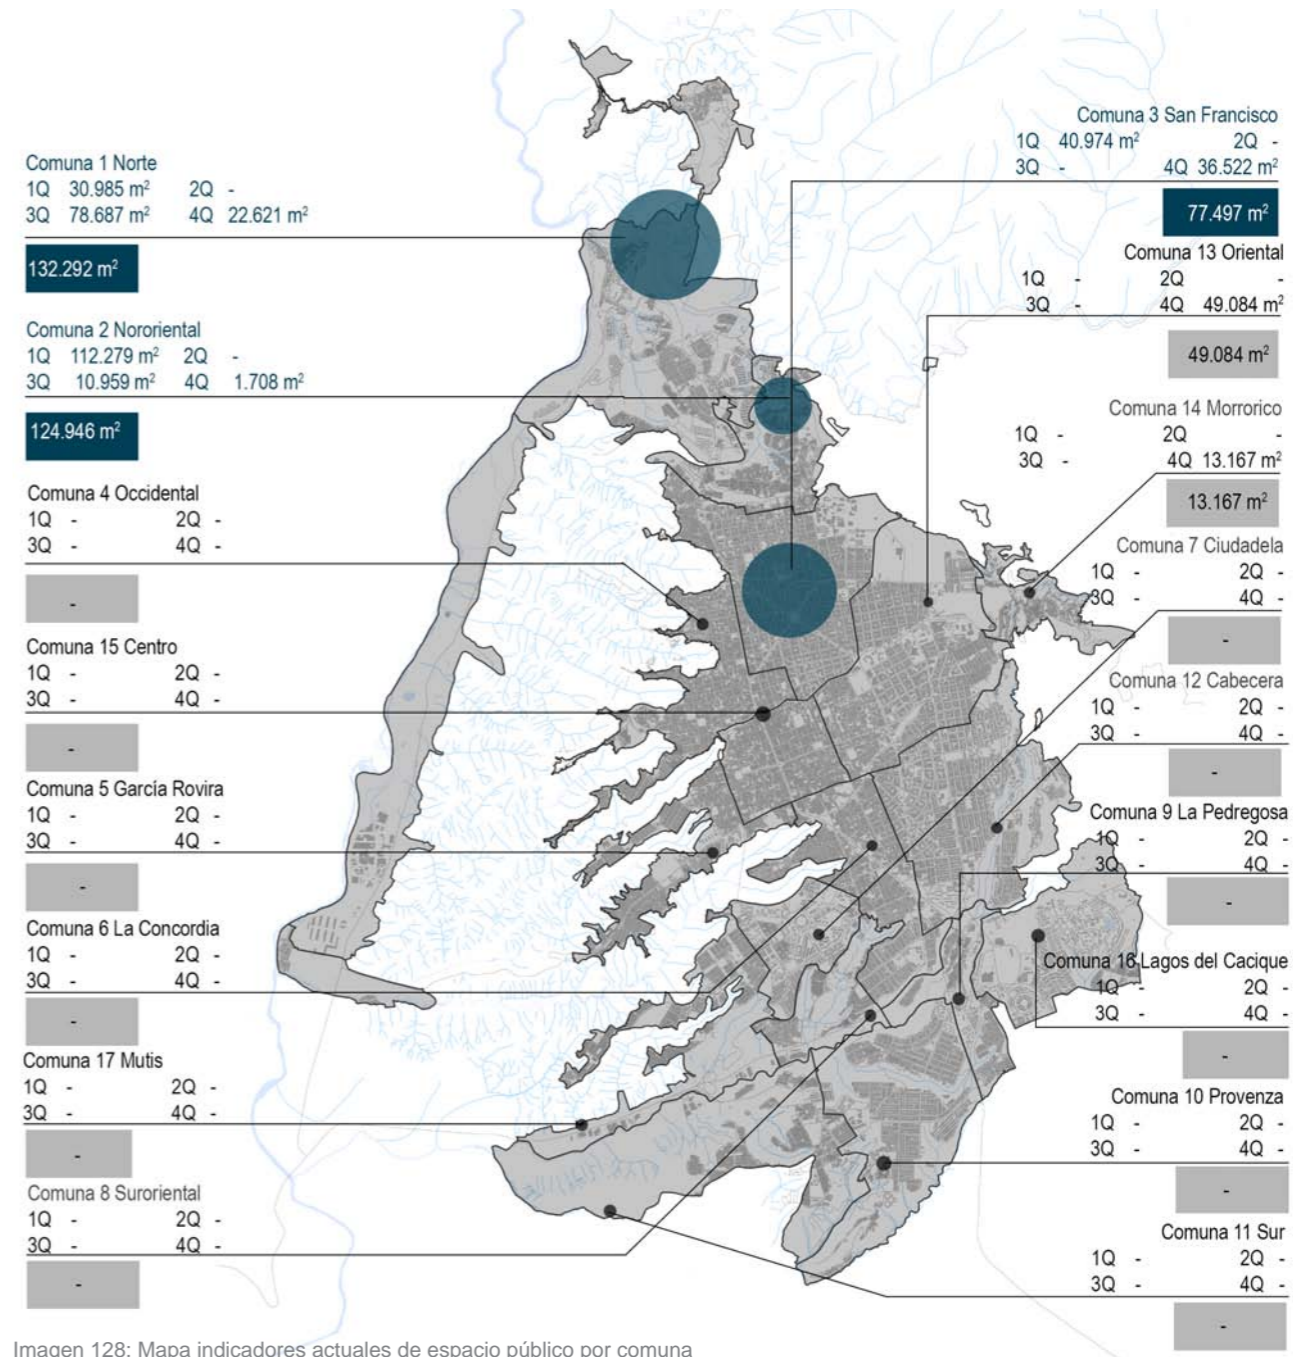 Comuna 1 Norte
1Q 30.985 m² 2Q -
3Q 78.687 m² 4Q 22.621 m²
132.292 m²
Comuna 2 Nororiental
1Q 112.279 m² 2Q -
3Q 10.959 m² 4Q 1.708 m²
124.946 m²
Comuna 4 Occidental
1Q - 2Q -
3Q - 4Q -
-
Comuna 15 Centro
1Q - 2Q -
3Q - 4Q -
-
Comuna 5 García Rovira
1Q - 2Q -
3Q - 4Q -
-
Comuna 6 La Concordia
1Q - 2Q -
3Q - 4Q -
-
Comuna 17 Mutis
1Q - 2Q -
3Q - 4Q -
-
Comuna 8 Suroriental
1Q - 2Q -
3Q - 4Q -
-
Comuna 3 San Francisco
1Q 40.974 m² 2Q -
3Q - 4Q 36.522 m²
77.497 m²
Comuna 13 Oriental
1Q - 2Q -
3Q - 4Q 49.084 m²
49.084 m²
Comuna 14 Morrorico
1Q - 2Q -
3Q - 4Q 13.167 m²
13.167 m²
Comuna 7 Ciudadela
1Q - 2Q -
3Q - 4Q -
-
Comuna 12 Cabecera
1Q - 2Q -
3Q - 4Q -
-
Comuna 9 La Pedregosa
1Q - 2Q -
3Q - 4Q -
-
Comuna 16 Lagos del Cacique
1Q - 2Q -
3Q - 4Q -
-
Comuna 10 Provenza
1Q - 2Q -
3Q - 4Q -
-
Comuna 11 Sur
1Q - 2Q -
3Q - 4Q -
-
Imagen 128: Mapa indicadores actuales de espacio público por comuna